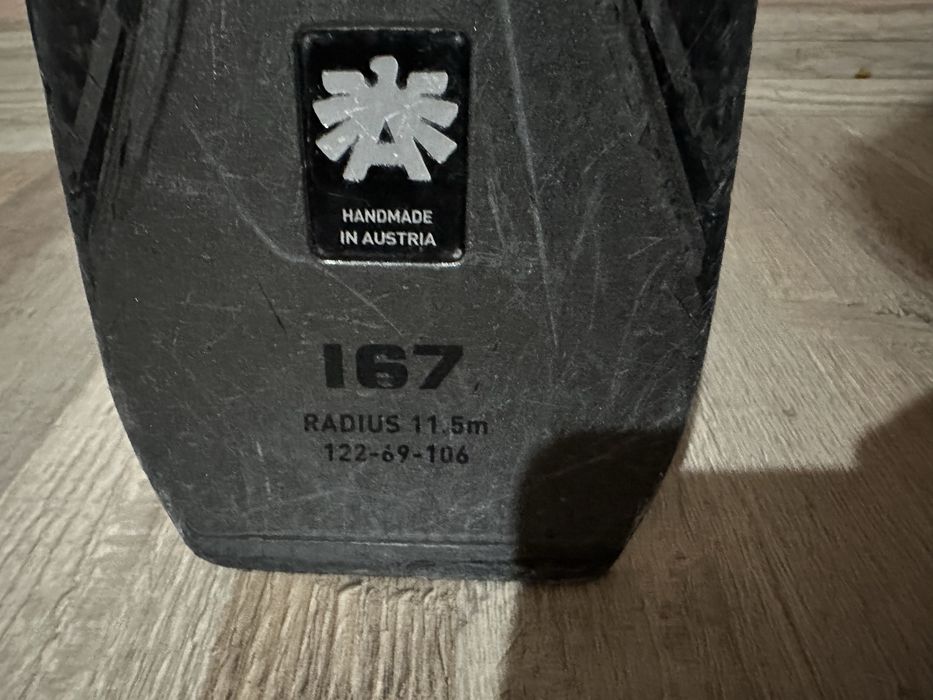 HANDMADE
IN AUSTRIA
167
RADIUS 11.5m
122-69-106